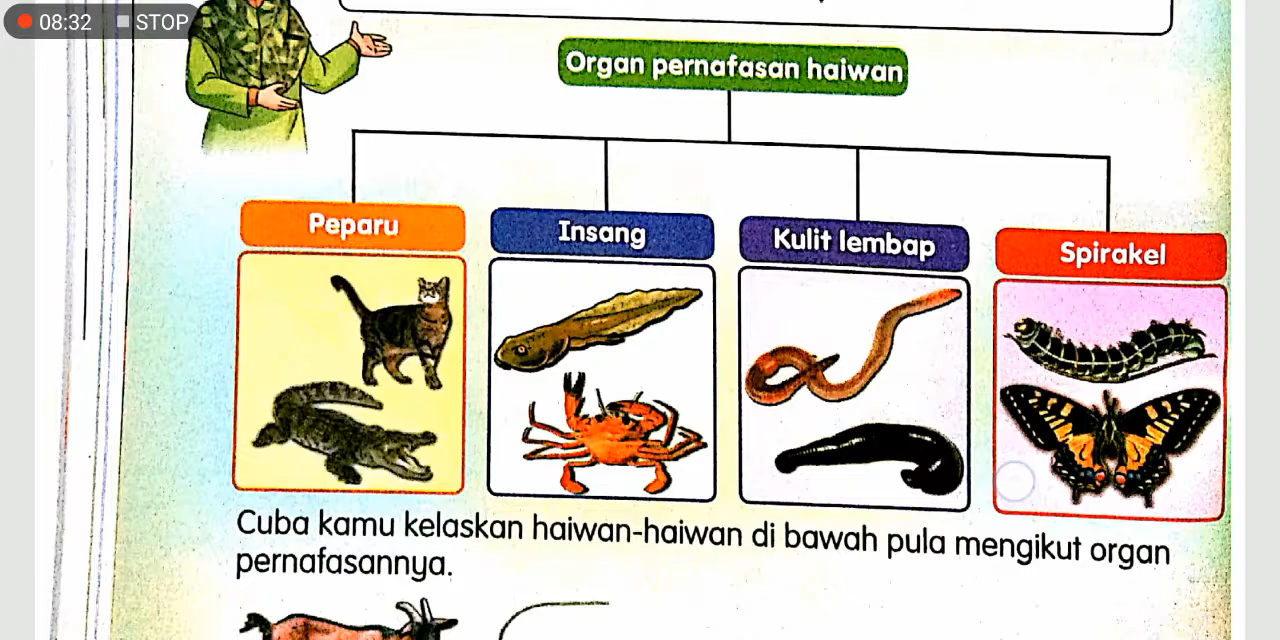 08:32 STOP
Organ pernafasan haiwan
Peparu
Insang
Kulit lembap
Spirakel
Cuba kamu kelaskan haiwan-haiwan di bawah pula mengikut organ
pernafasannya.